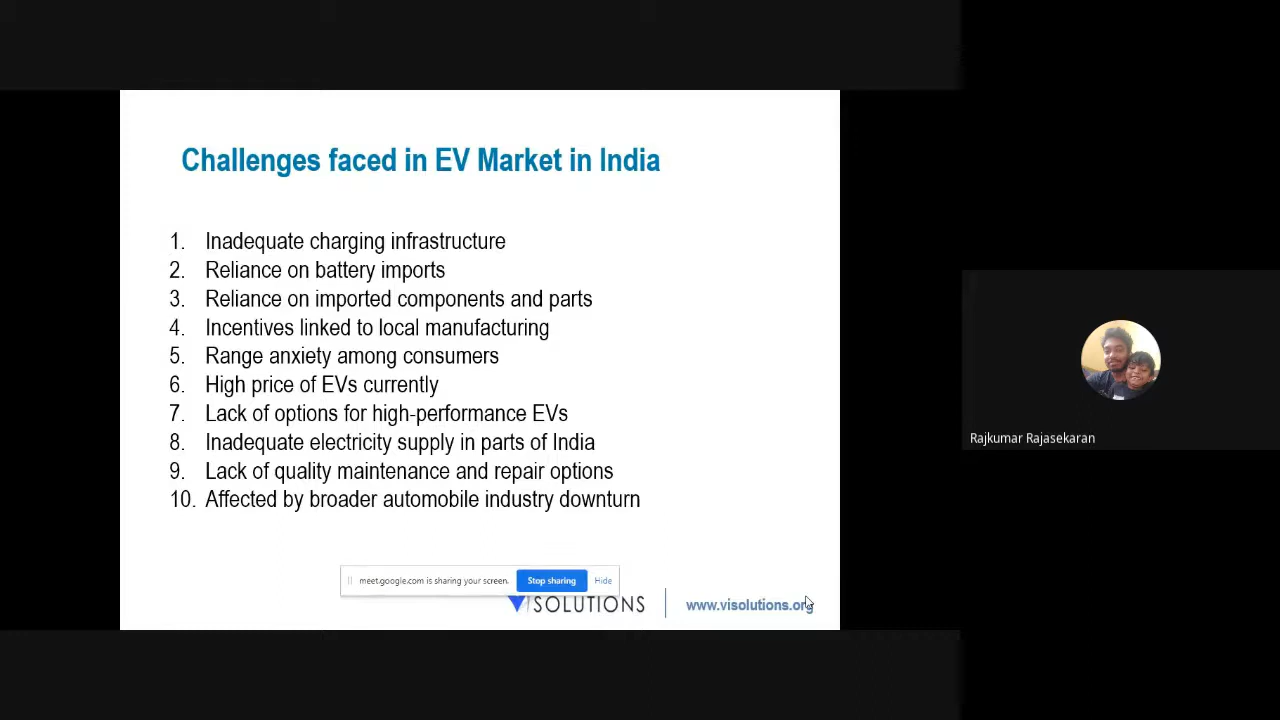 Challenges faced in EV Market in India
1. Inadequate charging infrastructure
2. Reliance on battery imports
3. Reliance on imported components and parts
4. Incentives linked to local manufacturing
5. Range anxiety among consumers
6. High price of EVs currently
7. Lack of options for high-performance EVs
8. Inadequate electricity supply in parts of India
9. Lack of quality maintenance and repair options
10. Affected by broader automobile industry downturn
meet.google.com is sharing your screen. Stop sharing Hide
VISOLUTIONS www.visolutions.org
Rajkumar Rajasekaran